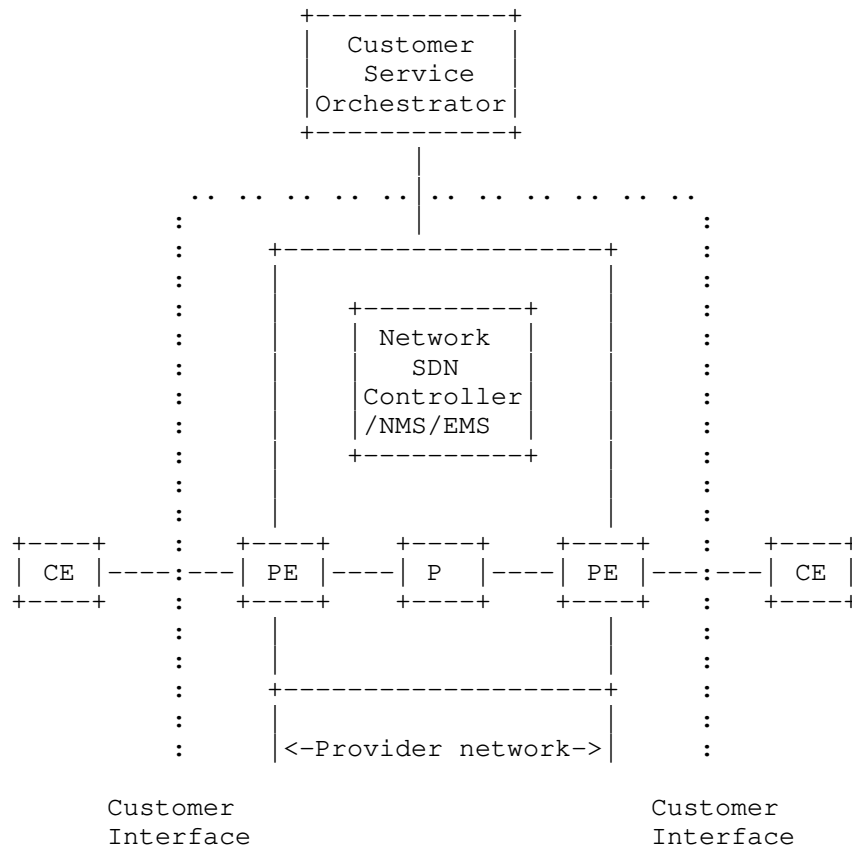 Customer
Service
Orchestrator
Network
SDN
Controller
/NMS/EMS
CE PE P PE CE
<-Provider network->
Customer Customer
Interface Interface